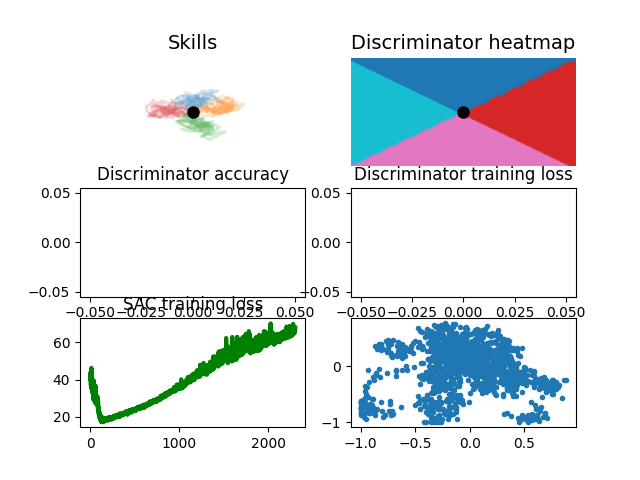 Skills
Discriminator heatmap
Discriminator accuracy
Discriminator training loss
0.05
0.00
−0.05
0.05
0.00
−0.05
−0.050 −0.025 0.000 0.025 0.050
−0.050 −0.025 0.000 0.025 0.050
SAC training loss
60
40
20
0 1000 2000
0
−1
−1.0 −0.5 0.0 0.5